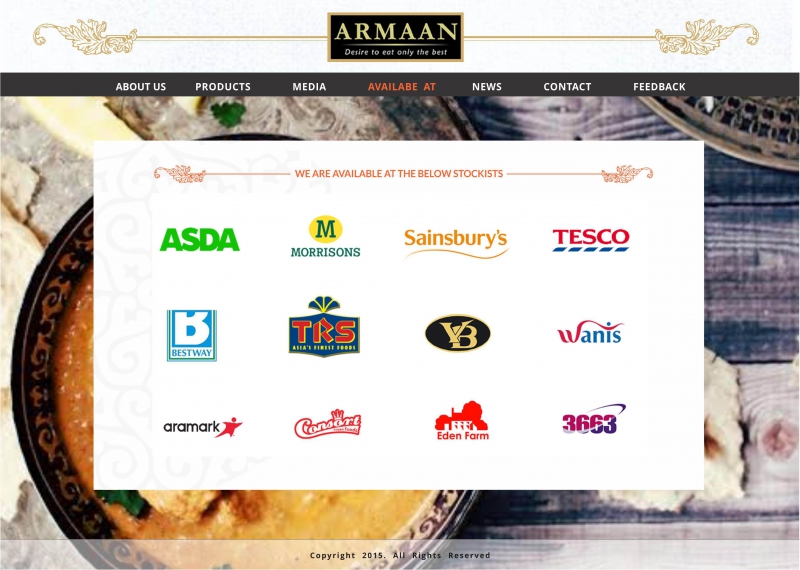 ARMAAN
Desire to eat only the best
ABOUT US PRODUCTS MEDIA AVAILABE AT NEWS CONTACT FEEDBACK
WE ARE AVAILABLE AT THE BELOW STOCKISTS
ASDA
M
MORRISONS
Sainsbury's
TESCO
B
BESTWAY
TRS
ASIA'S FINEST FOODS
YB
Wanis
aramark
Consort
Eden Farm
3663
Copyright 2015. All Rights Reserved